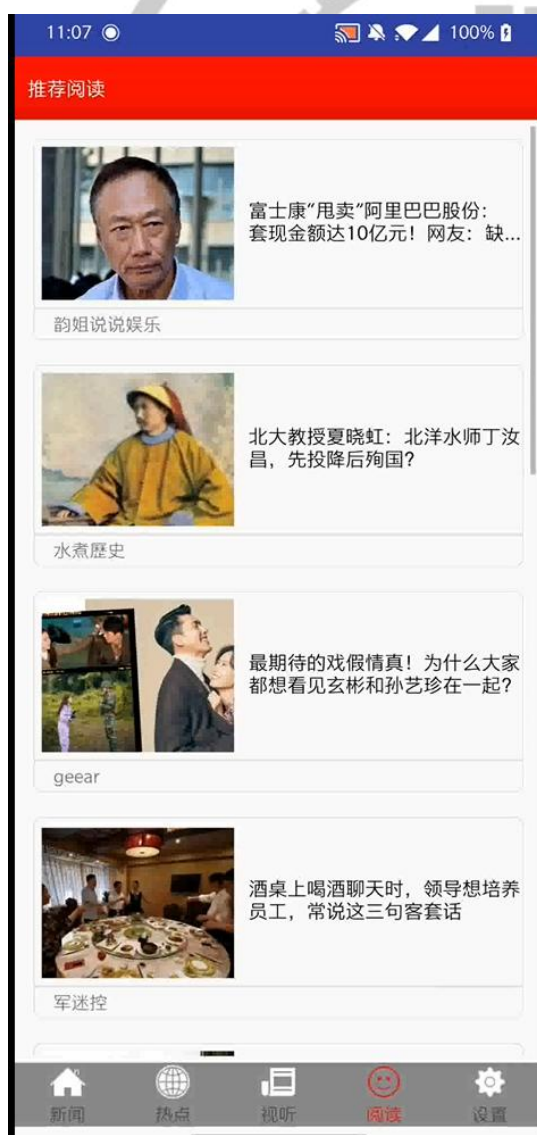 11:07
100%
推荐阅读
富士康"甩卖"阿里巴巴股份：
套现金额达10亿元！网友：缺...
韵姐说说娱乐
北大教授夏晓虹：北洋水师丁汝
昌，先投降后殉国？
水煮歷史
最期待的戏假情真！为什么大家
都想看见玄彬和孙艺珍在一起？
geear
酒桌上喝酒聊天时，领导想培养
员工，常说这三句客套话
军迷控
新闻
热点
视听
阅读
设置